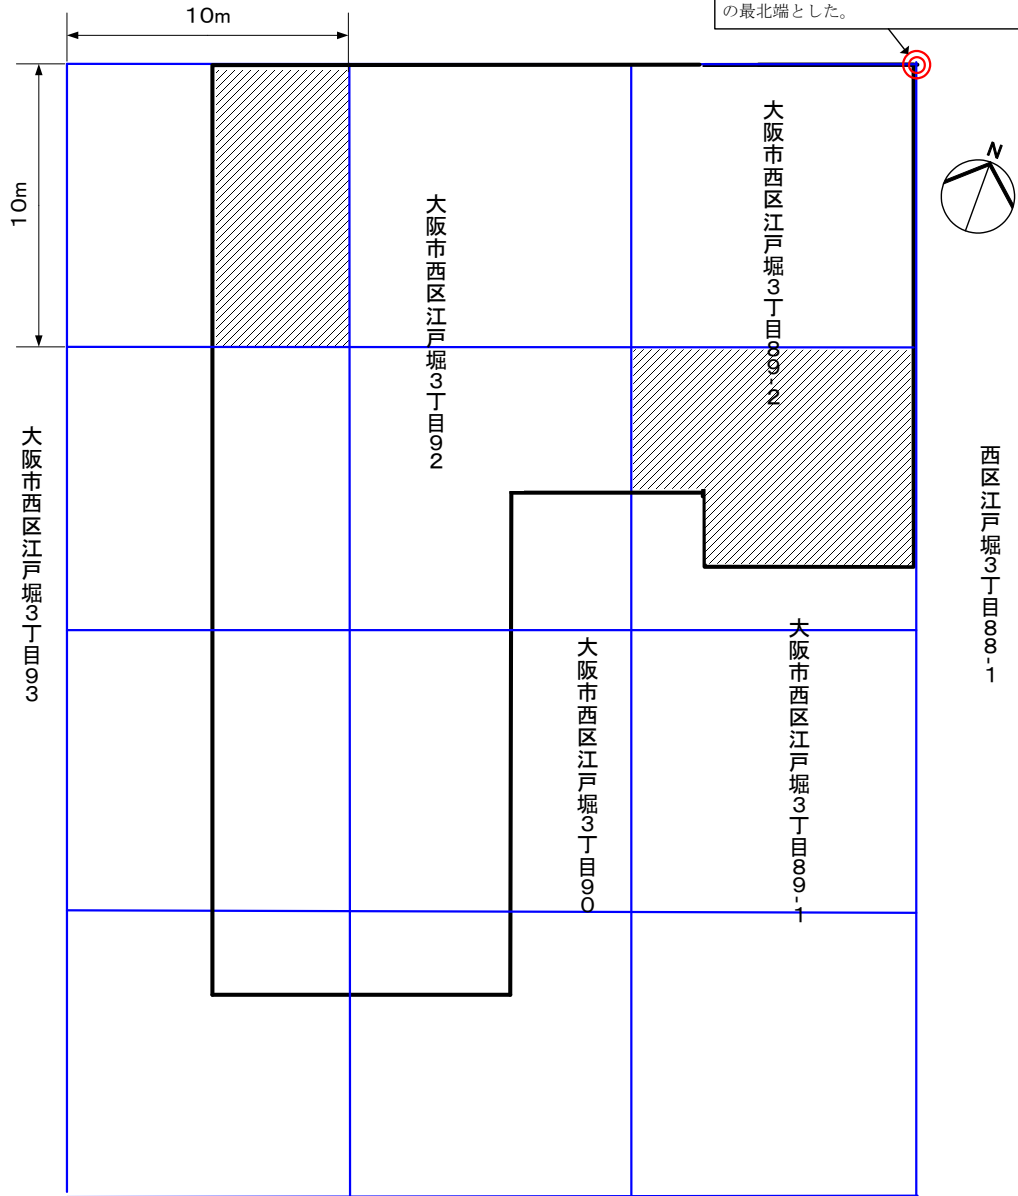 の最北端とした。
10m
10m
N
大阪市西区江戸堀3丁目89-2
大阪市西区江戸堀3丁目92
大阪市西区江戸堀3丁目93
西区江戸堀3丁目88-1
大阪市西区江戸堀3丁目89-1
大阪市西区江戸堀3丁目90